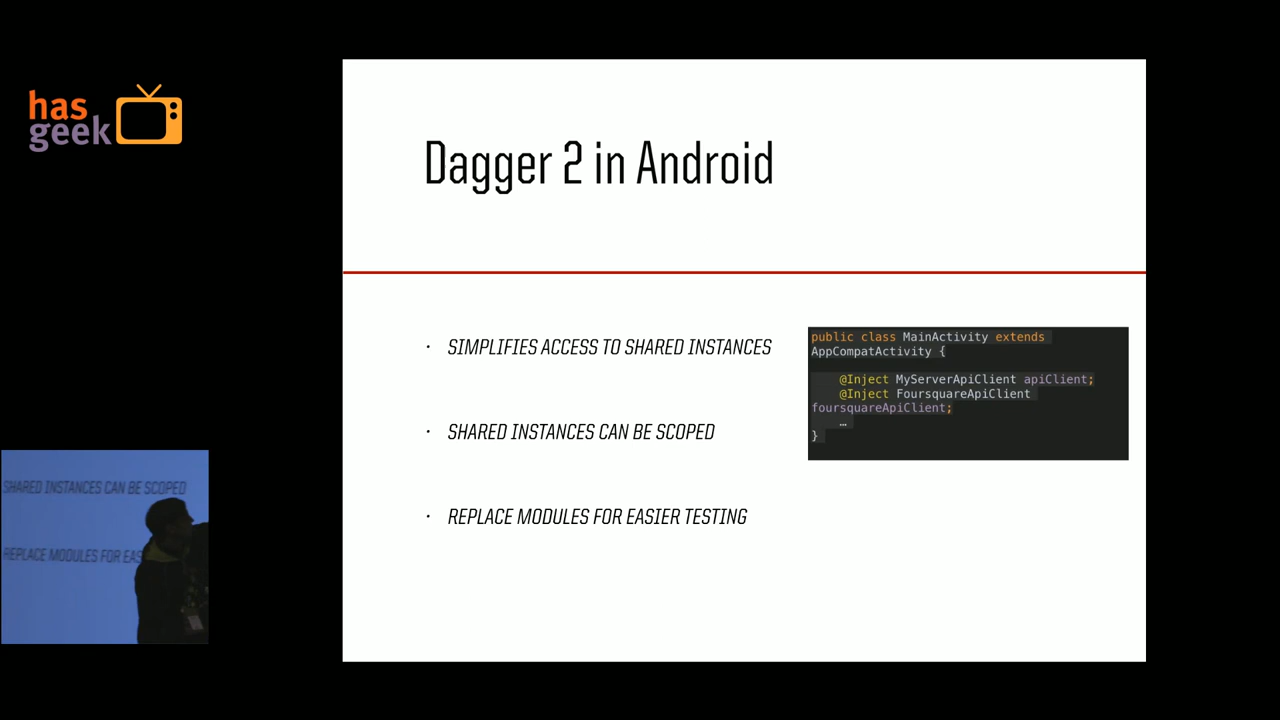 has
geek
Dagger 2 in Android
· SIMPLIFIES ACCESS TO SHARED INSTANCES
· SHARED INSTANCES CAN BE SCOPED
· REPLACE MODULES FOR EASIER TESTING
public class MainActivity extends
AppCompatActivity {
@Inject MyServerApiClient apiClient;
@Inject FoursquareApiClient
foursquareApiClient;
…
}
SHARED INSTANCES CAN BE SCOPED
REPLACE MODULES FOR EAS